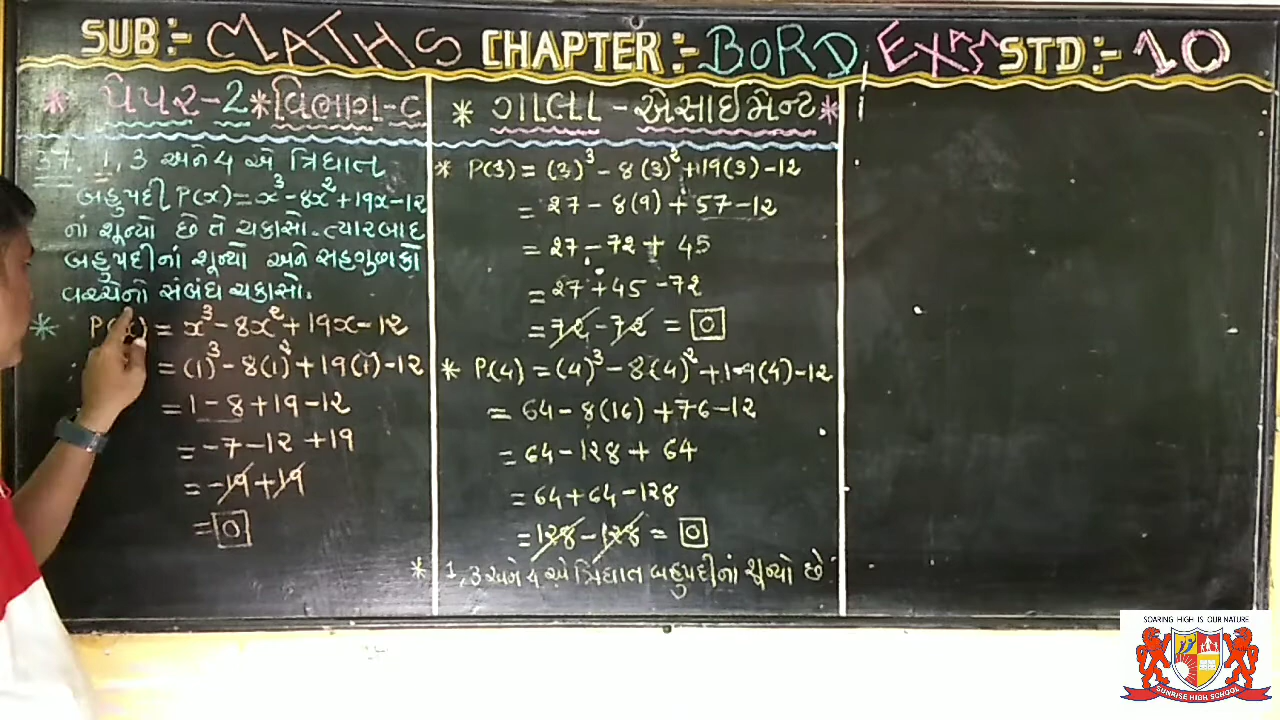 SUB:- MATHS CHAPTER:- BORD EXAM STD:- 10
* પેપર-2 * વિભાગ-C
37. 1, 3 અને 4 એ ત્રિઘાત
બહુપદી P(x) = x³ - 8x² + 19x - 12
નાં શૂન્યો છે તે ચકાસો. ત્યારબાદ
બહુપદીનાં શૂન્યો અને સહગુણકો
વચ્ચેનો સંબંધ ચકાસો.
* P(x) = x³ - 8x² + 19x - 12
= (1)³ - 8(1)² + 19(1) - 12
= 1 - 8 + 19 - 12
= -7 - 12 + 19
= -19 + 19
= 0
* ગાલા - એસાઈમેન્ટ *
* P(3) = (3)³ - 8(3)² + 19(3) - 12
= 27 - 8(9) + 57 - 12
= 27 - 72 + 45
= 27 + 45 - 72
= 72 - 72 = 0
* P(4) = (4)³ - 8(4)² + 19(4) - 12
= 64 - 8(16) + 76 - 12
= 64 - 128 + 64
= 64 + 64 - 128
= 128 - 128 = 0
* 1, 3 અને 4 એ ત્રિઘાત બહુપદીનાં શૂન્યો છે.
SOARING HIGH IS OUR NATURE
SUNRISE HIGH SCHOOL